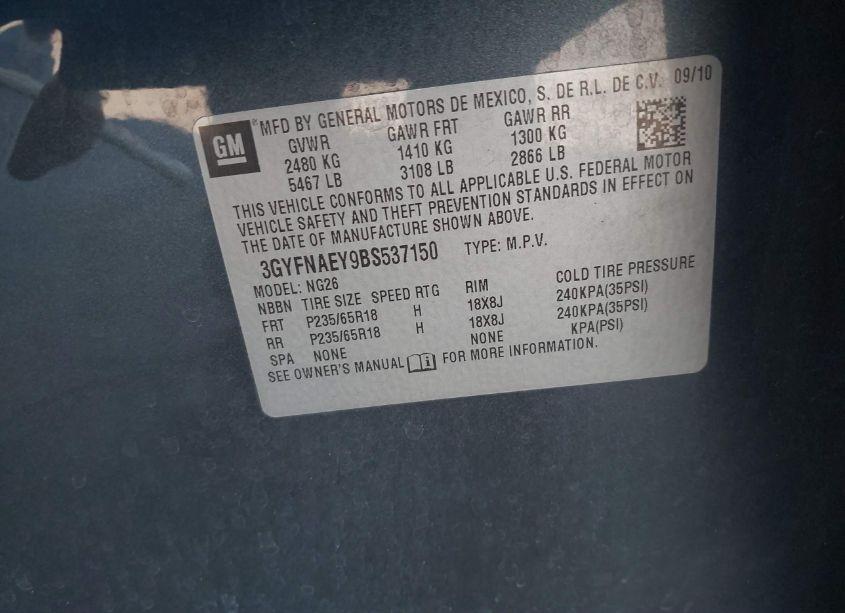 GM
® MFD BY GENERAL MOTORS DE MEXICO, S. DE R.L. DE C.V. 09/10
GVWR GAWR FRT GAWR RR
2480 KG 1410 KG 1300 KG
5467 LB 3108 LB 2866 LB
THIS VEHICLE CONFORMS TO ALL APPLICABLE U.S. FEDERAL MOTOR
VEHICLE SAFETY AND THEFT PREVENTION STANDARDS IN EFFECT ON
THE DATE OF MANUFACTURE SHOWN ABOVE.
3GYFNAEY9BS537150 TYPE: M.P.V.
MODEL: NG26
NBBN TIRE SIZE SPEED RTG RIM COLD TIRE PRESSURE
FRT P235/65R18 H 18X8J 240KPA(35PSI)
RR P235/65R18 H 18X8J 240KPA(35PSI)
SPA NONE NONE KPA(PSI)
SEE OWNER'S MANUAL FOR MORE INFORMATION.